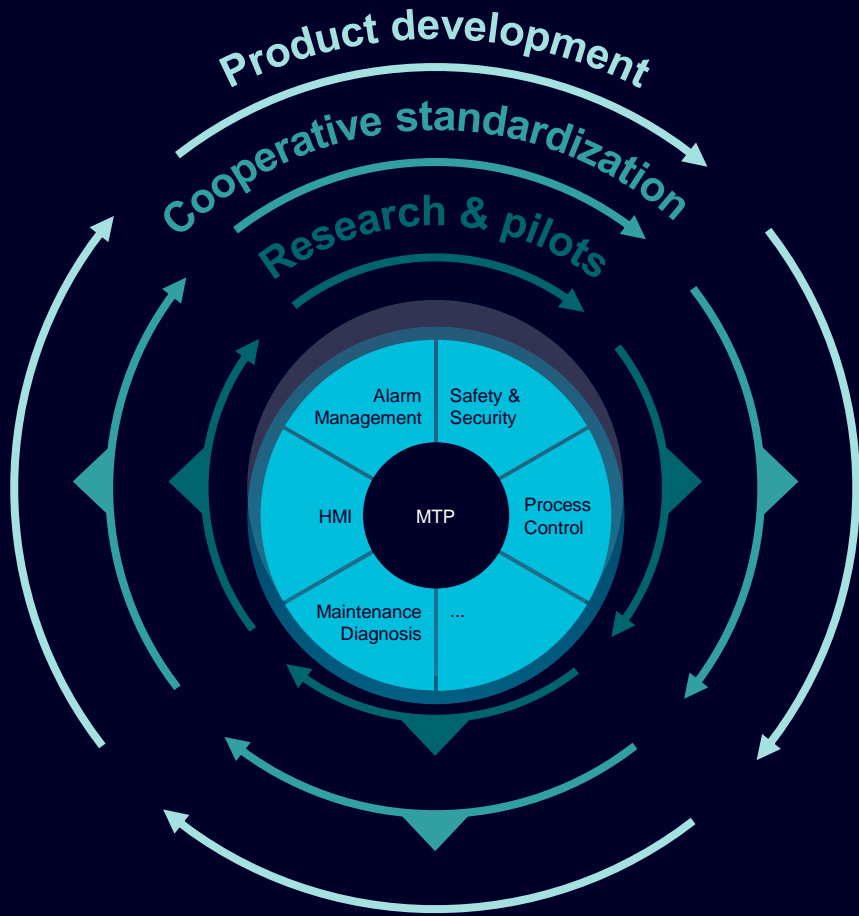 Product development
Cooperative standardization
Research & pilots
Alarm
Management
Safety &
Security
HMI
MTP
Process
Control
Maintenance
Diagnosis
...